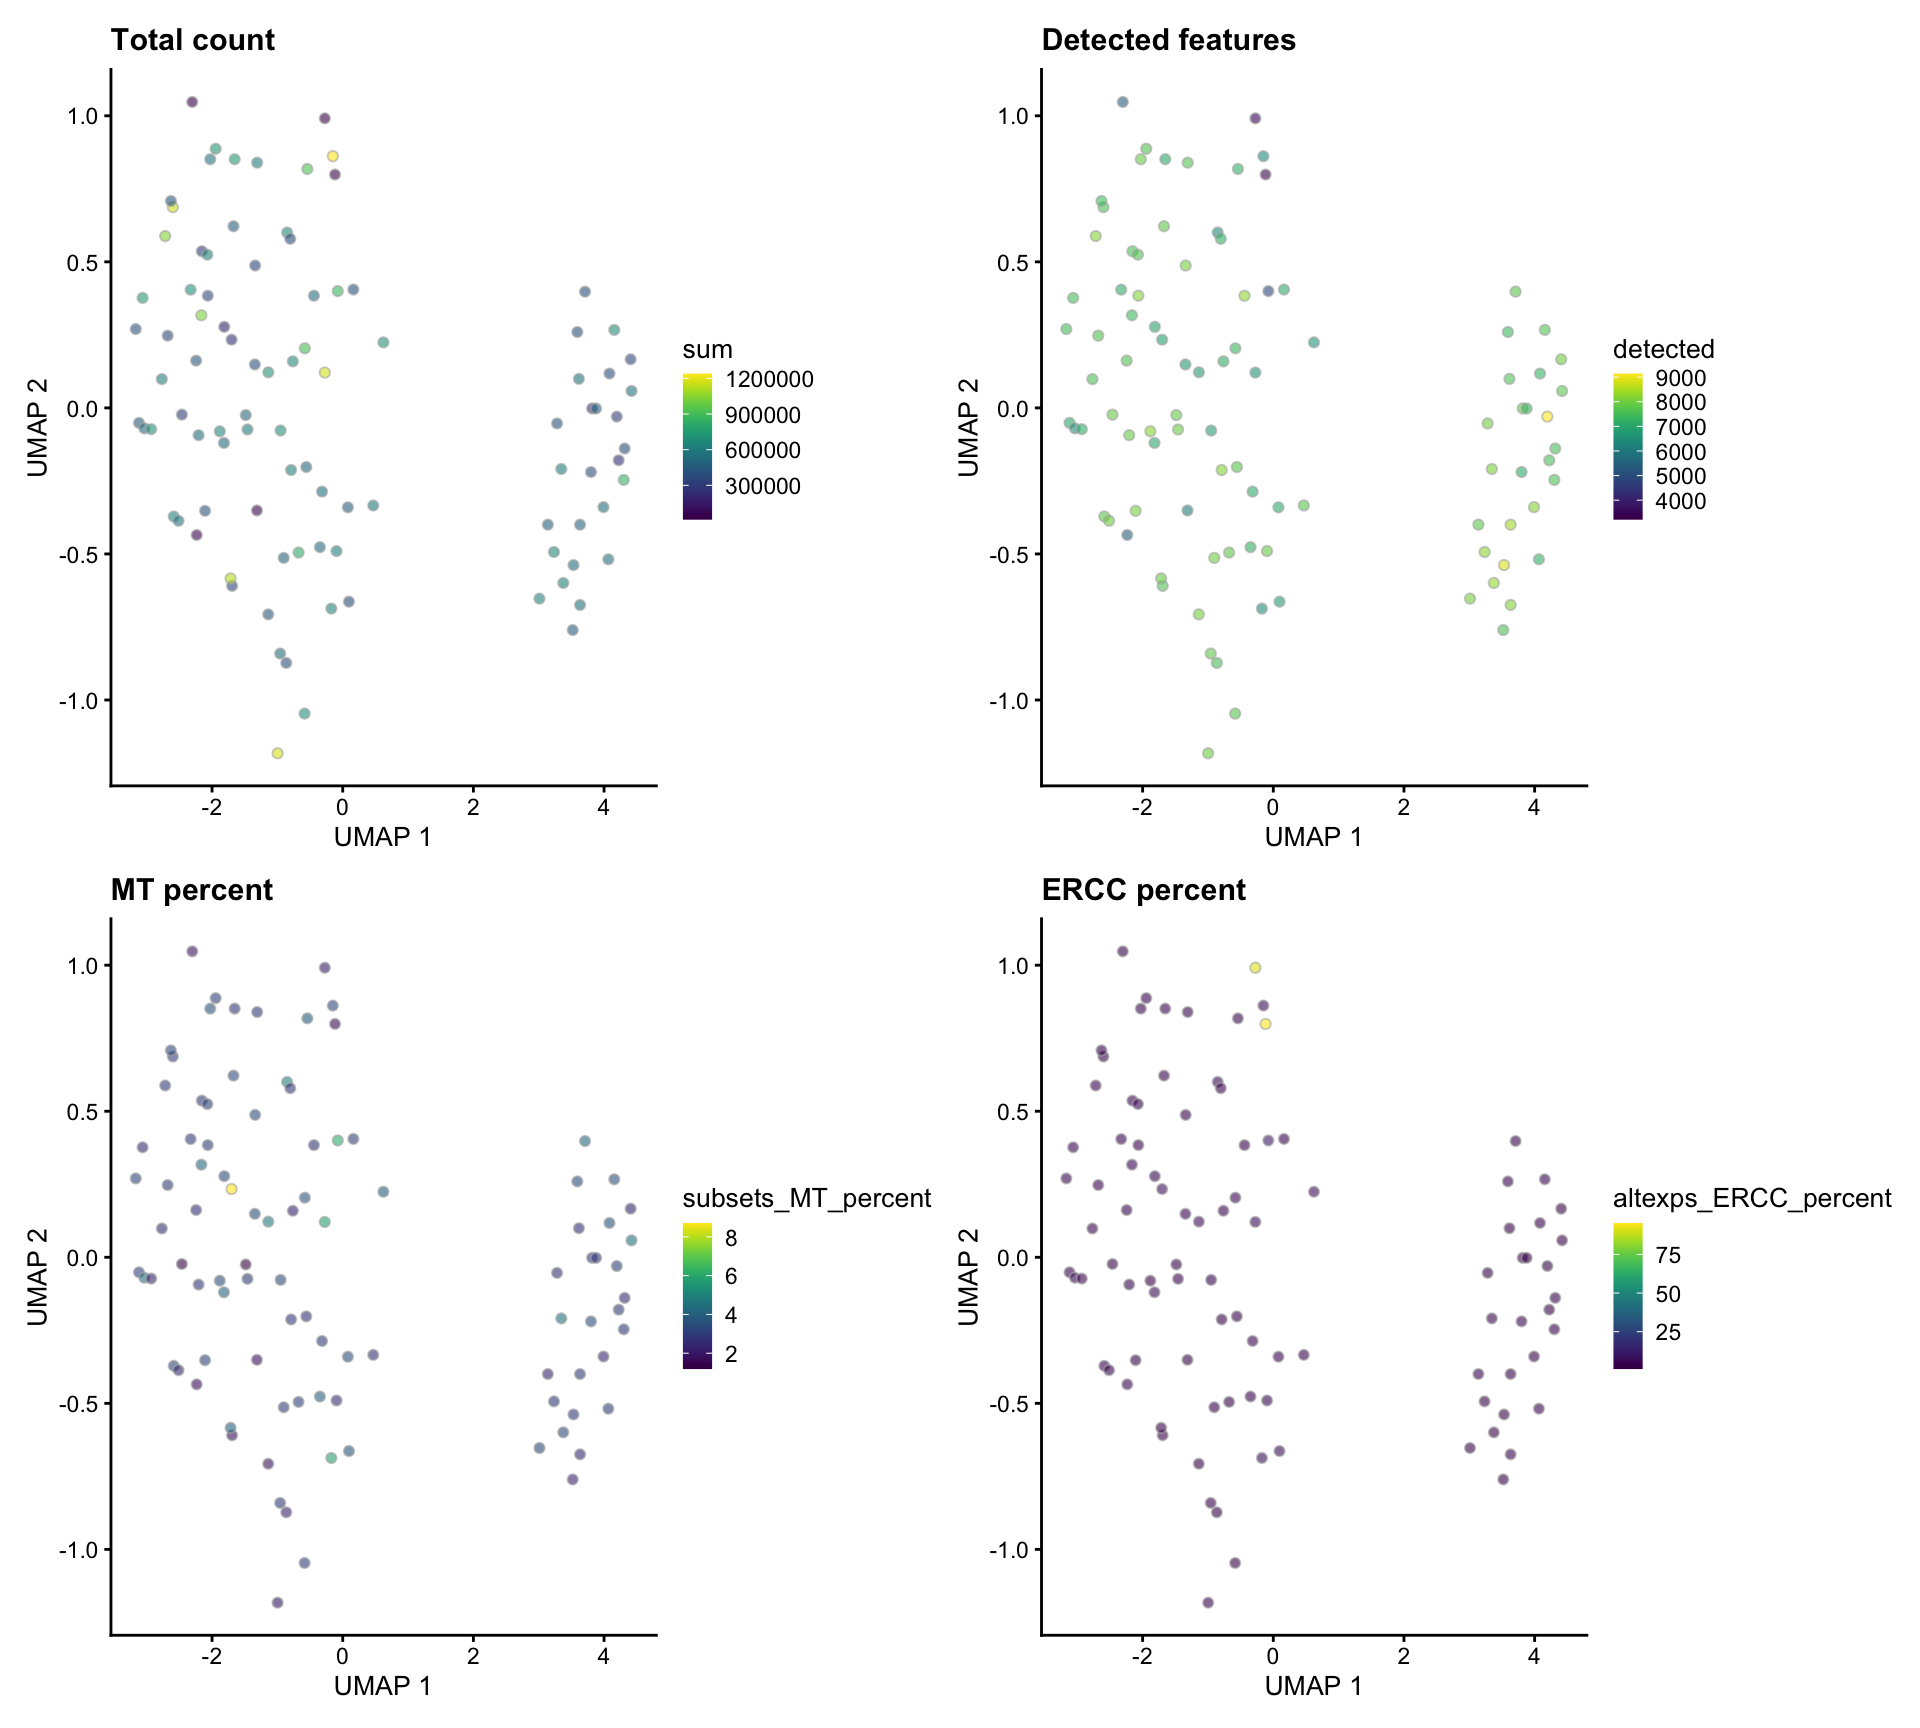 Total count
1.0
0.5
0.0
-0.5
-1.0
UMAP 2
-2 0 2 4
UMAP 1
sum
1200000
900000
600000
300000
Detected features
1.0
0.5
0.0
-0.5
-1.0
UMAP 2
-2 0 2 4
UMAP 1
detected
9000
8000
7000
6000
5000
4000
MT percent
1.0
0.5
0.0
-0.5
-1.0
UMAP 2
-2 0 2 4
UMAP 1
subsets_MT_percent
8
6
4
2
ERCC percent
1.0
0.5
0.0
-0.5
-1.0
UMAP 2
-2 0 2 4
UMAP 1
altexps_ERCC_percent
75
50
25